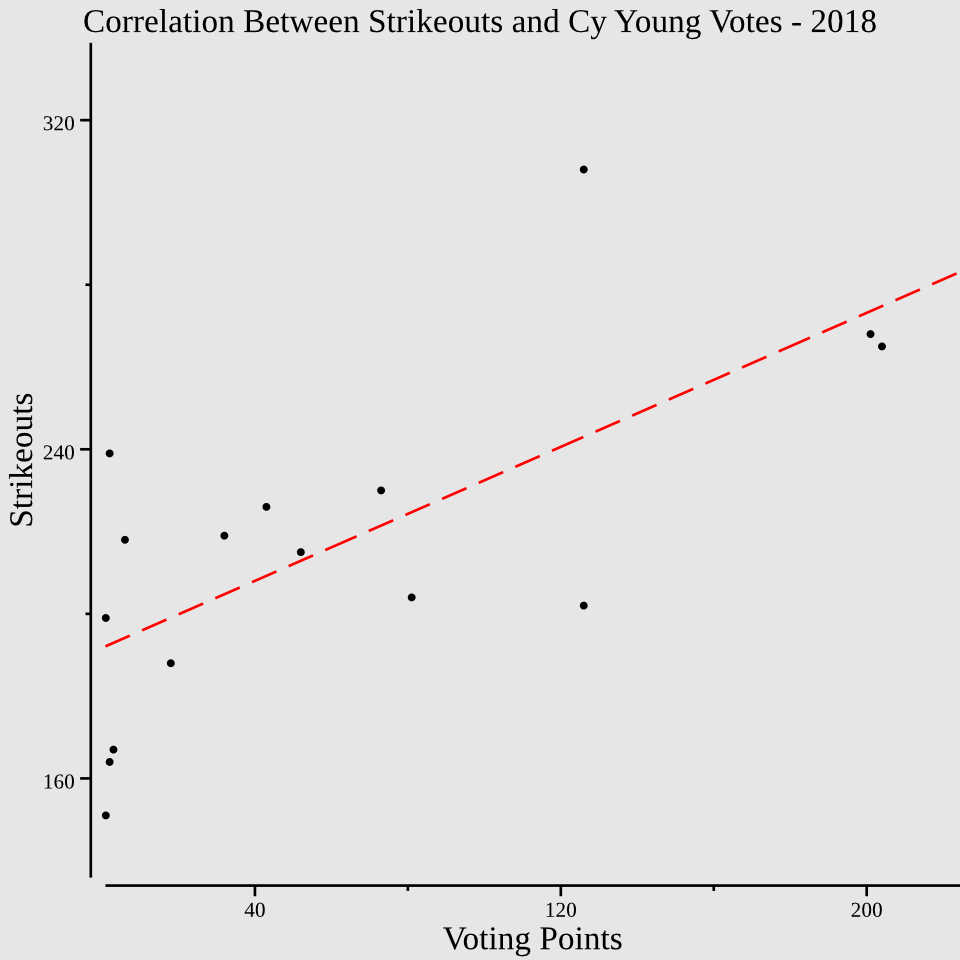 Correlation Between Strikeouts and Cy Young Votes - 2018
320
240
160
Strikeouts
40
120
200
Voting Points